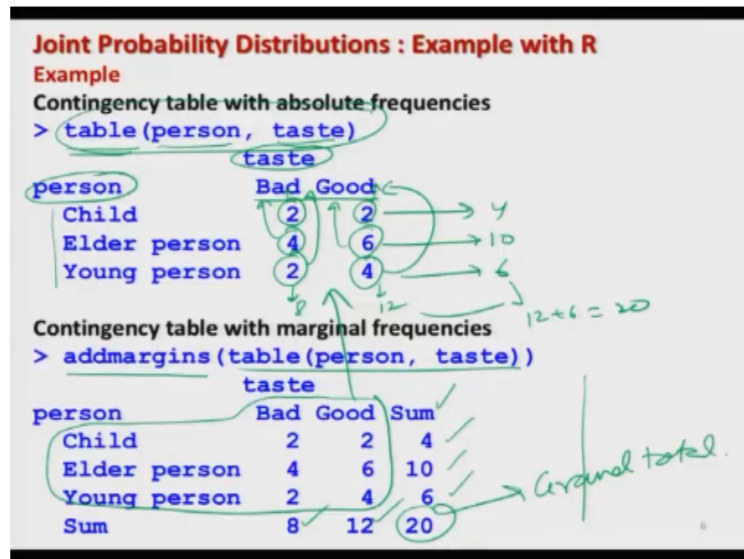 Joint Probability Distributions : Example with R
Example
Contingency table with absolute frequencies
> table(person, taste)
taste
person Bad Good
Child 2 2 4
Elder person 4 6 10
Young person 2 4 6
8 12 12+6 = 20
Contingency table with marginal frequencies
> addmargins(table(person, taste))
taste
person Bad Good Sum
Child 2 2 4
Elder person 4 6 10
Young person 2 4 6 Grand total.
Sum 8 12 20
6